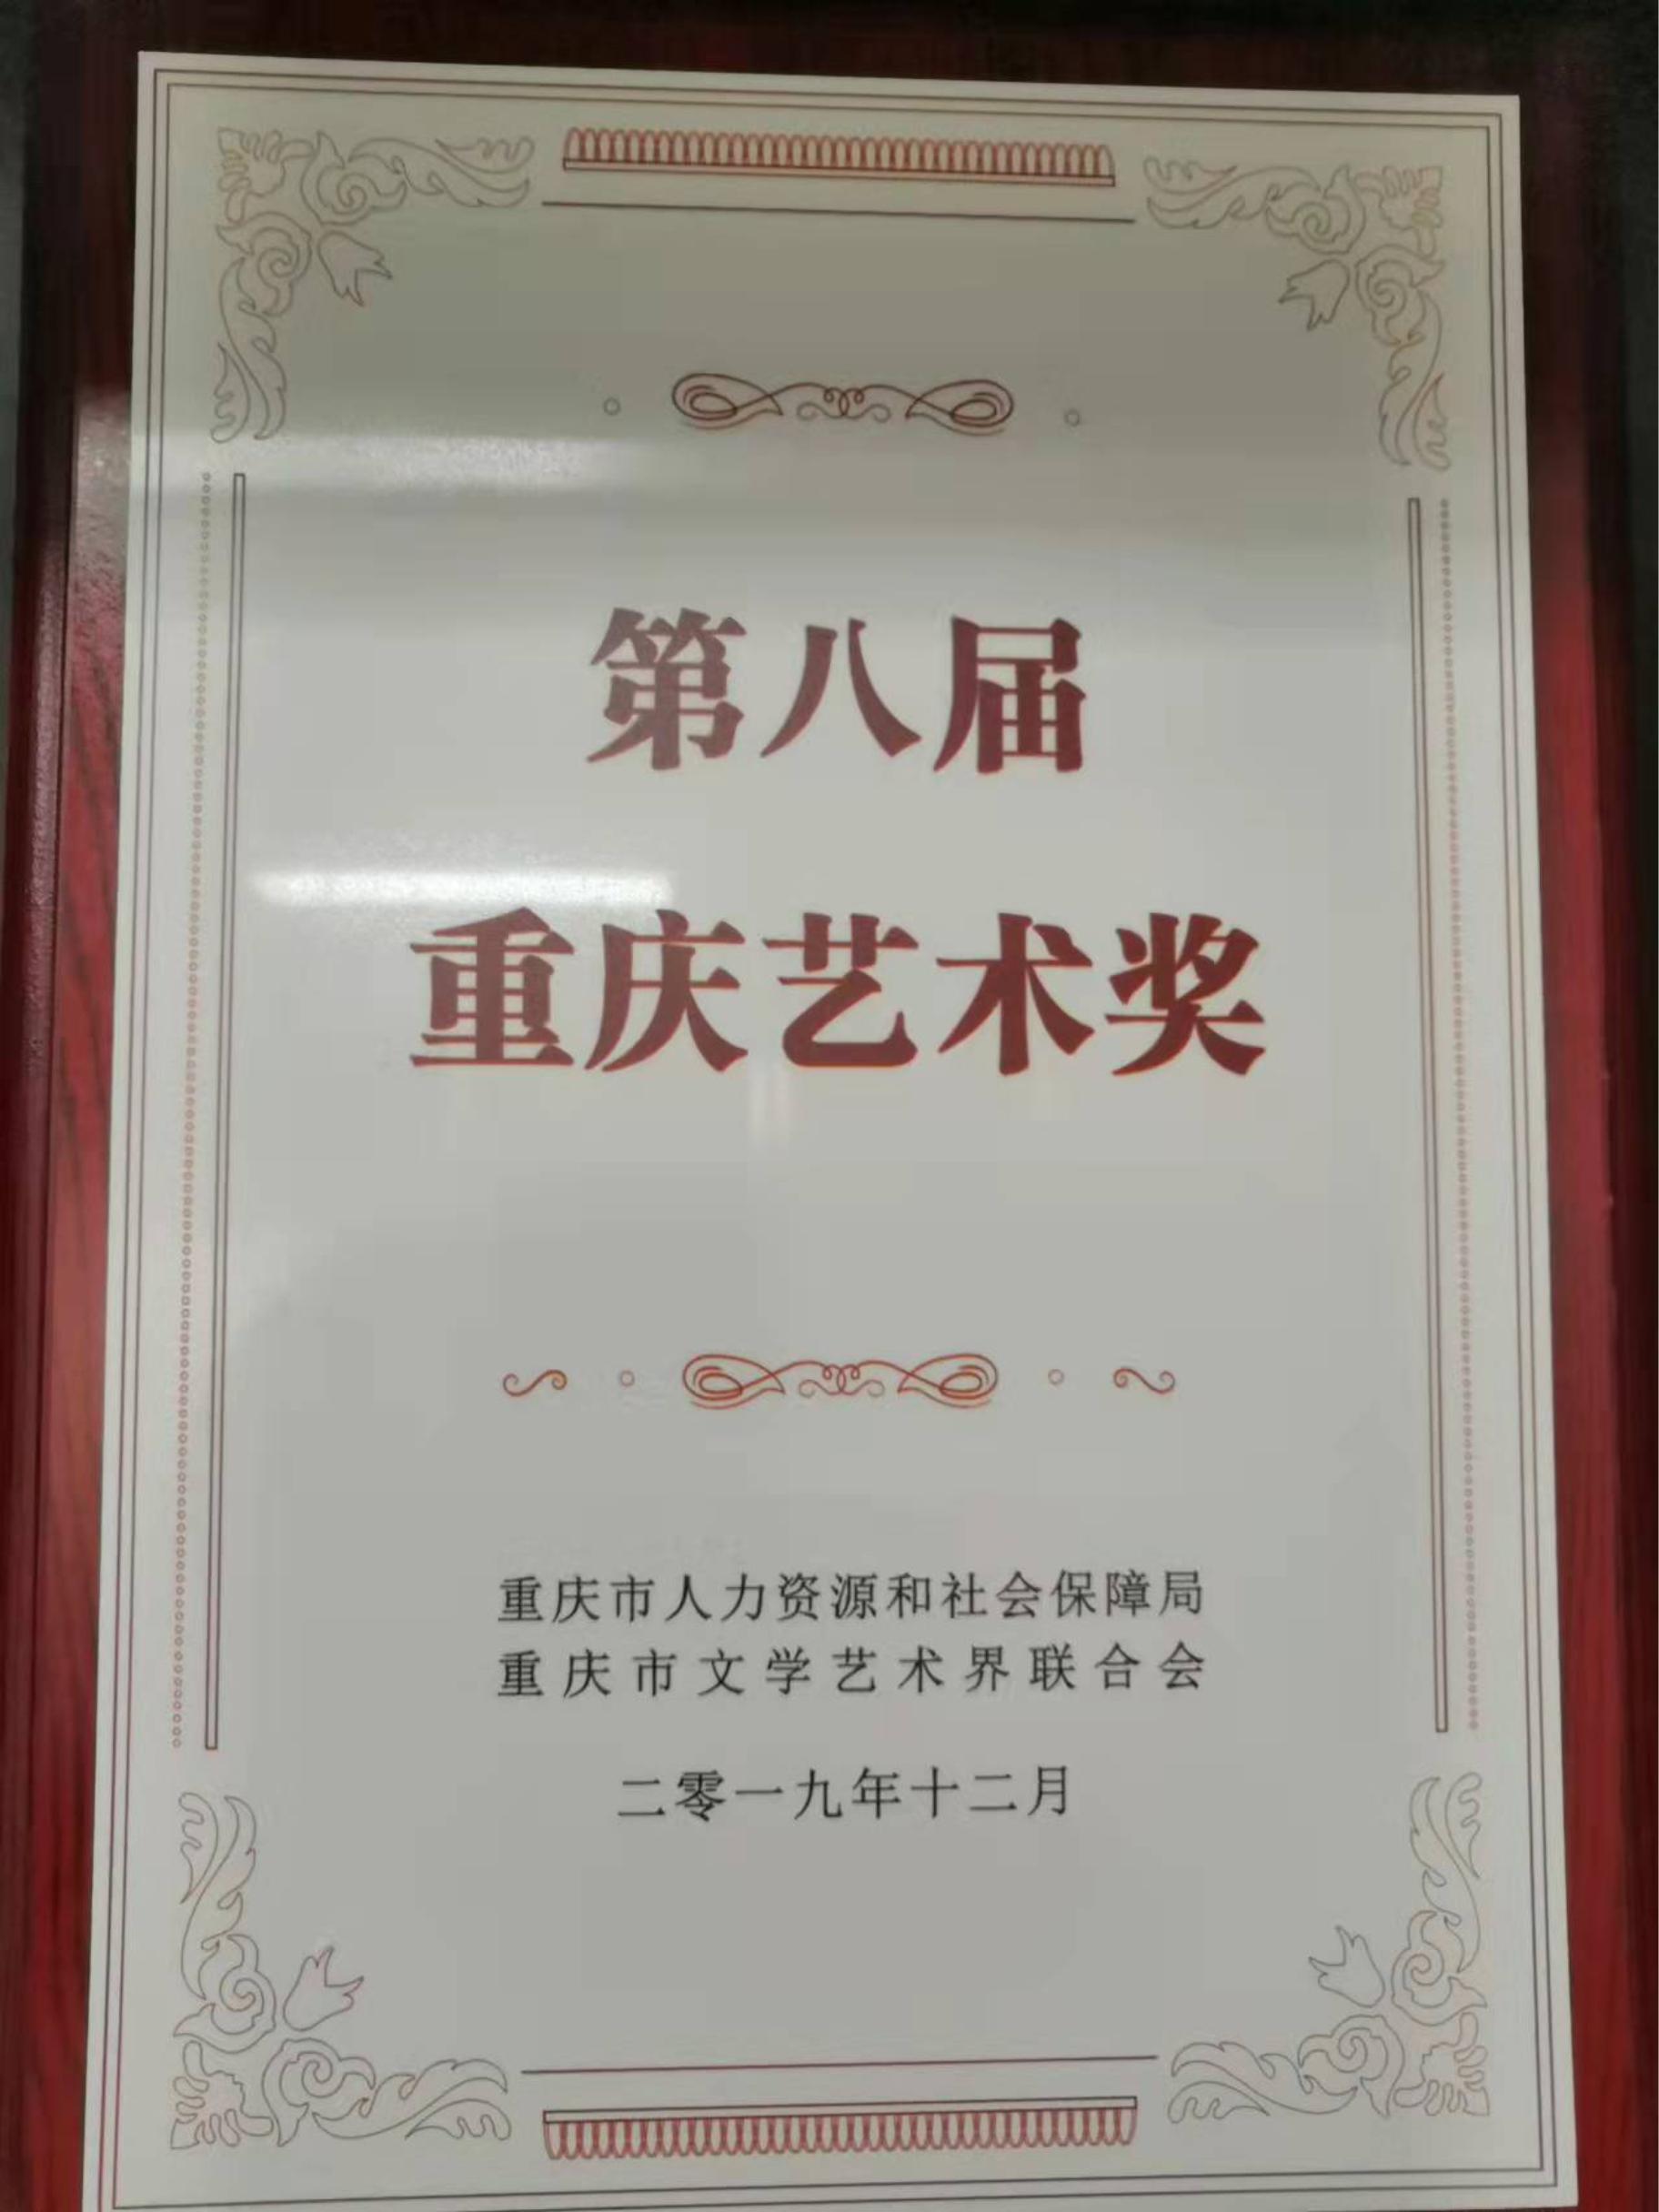 第八届
重庆艺术奖
重庆市人力资源和社会保障局
重庆市文学艺术界联合会
二零一九年十二月